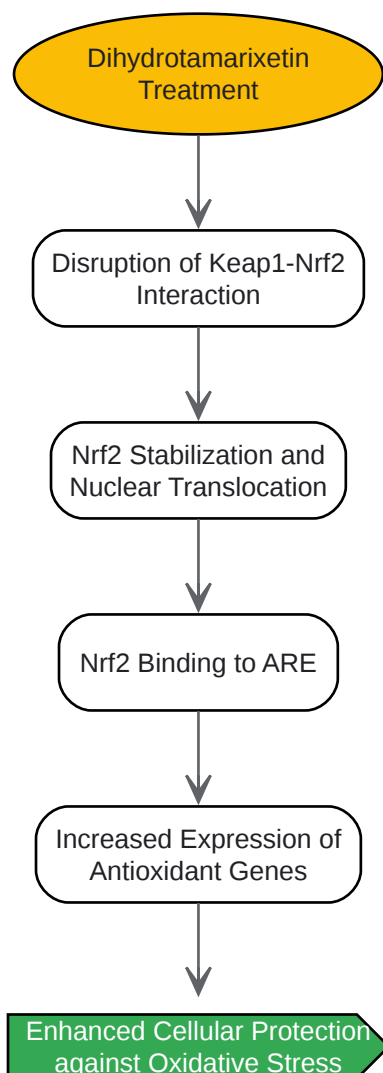 Dihydrotamarixetin
Treatment
Disruption of Keap1-Nrf2
Interaction
Nrf2 Stabilization and
Nuclear Translocation
Nrf2 Binding to ARE
Increased Expression of
Antioxidant Genes
Enhanced Cellular Protection
against Oxidative Stress